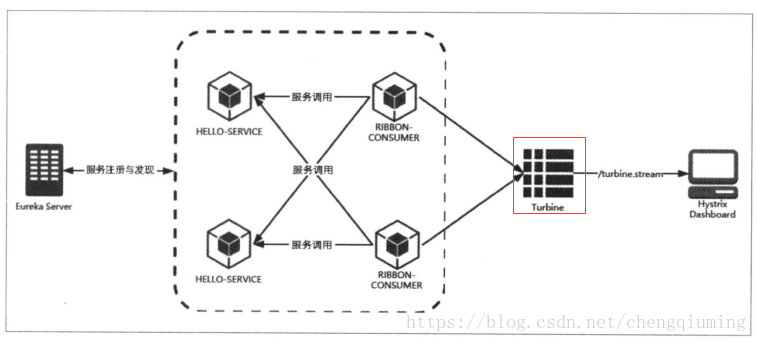 服务调用
HELLO-SERVICE
RIBBON-
CONSUMER
Eureka Server
服务注册与发现
服务调用
Turbine
/turbine.stream
Hystrix
Dashboard
服务调用
HELLO-SERVICE
RIBBON-
CONSUMER
https://blog.csdn.net/chengqiuming